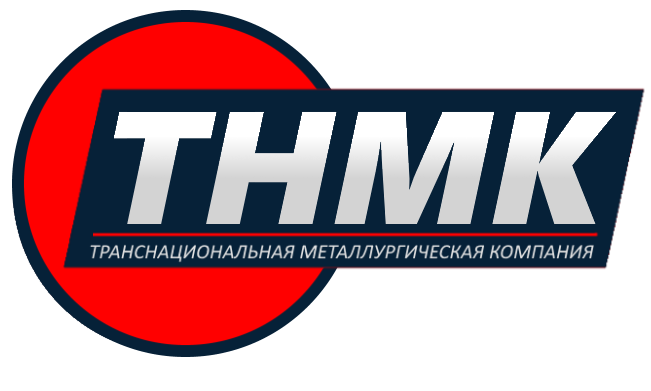 ТНМК
ТРАНСНАЦИОНАЛЬНАЯ МЕТАЛЛУРГИЧЕСКАЯ КОМПАНИЯ